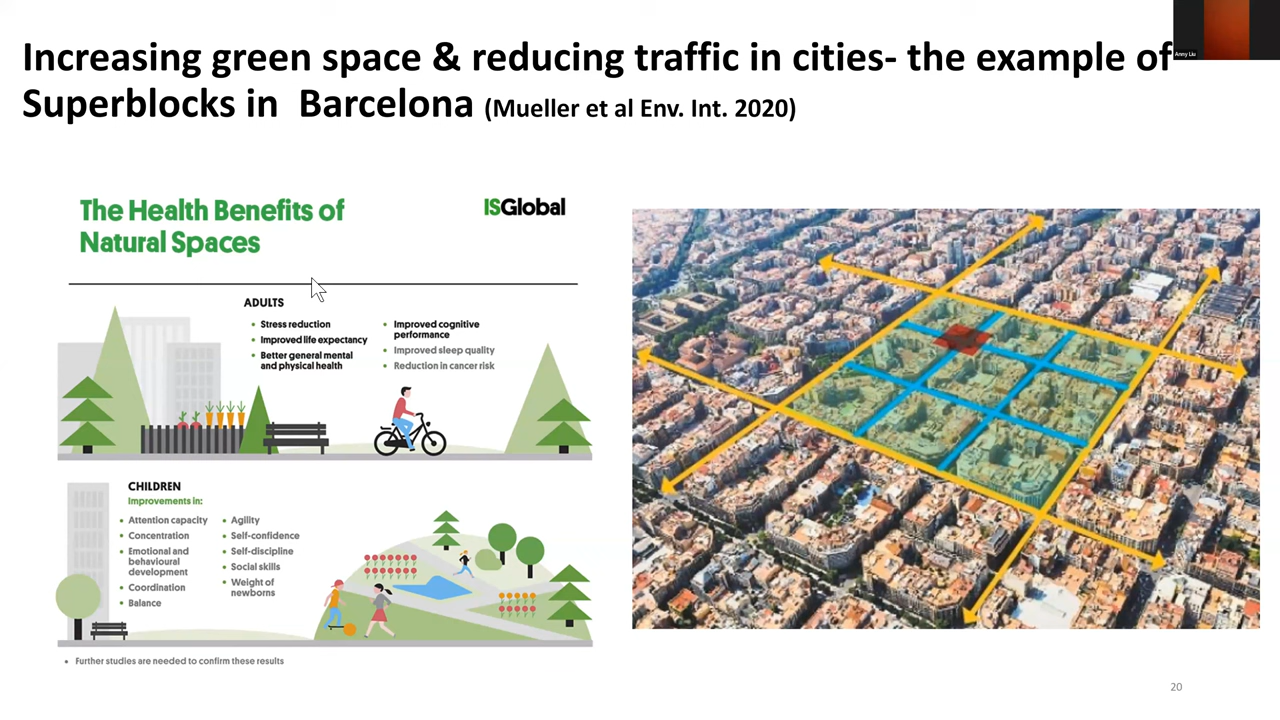 Increasing green space & reducing traffic in cities- the example of
Superblocks in Barcelona (Mueller et al Env. Int. 2020)
Anny Liu
The Health Benefits of
Natural Spaces
ISGlobal
ADULTS
Stress reduction
Improved life expectancy
Better general mental
and physical health
Improved cognitive
performance
Improved sleep quality
Reduction in cancer risk
CHILDREN
Improvements in:
Attention capacity
Concentration
Emotional and
behavioural
development
Coordination
Balance
Agility
Self-confidence
Self-discipline
Social skills
Weight of
newborns
Further studies are needed to confirm these results
20